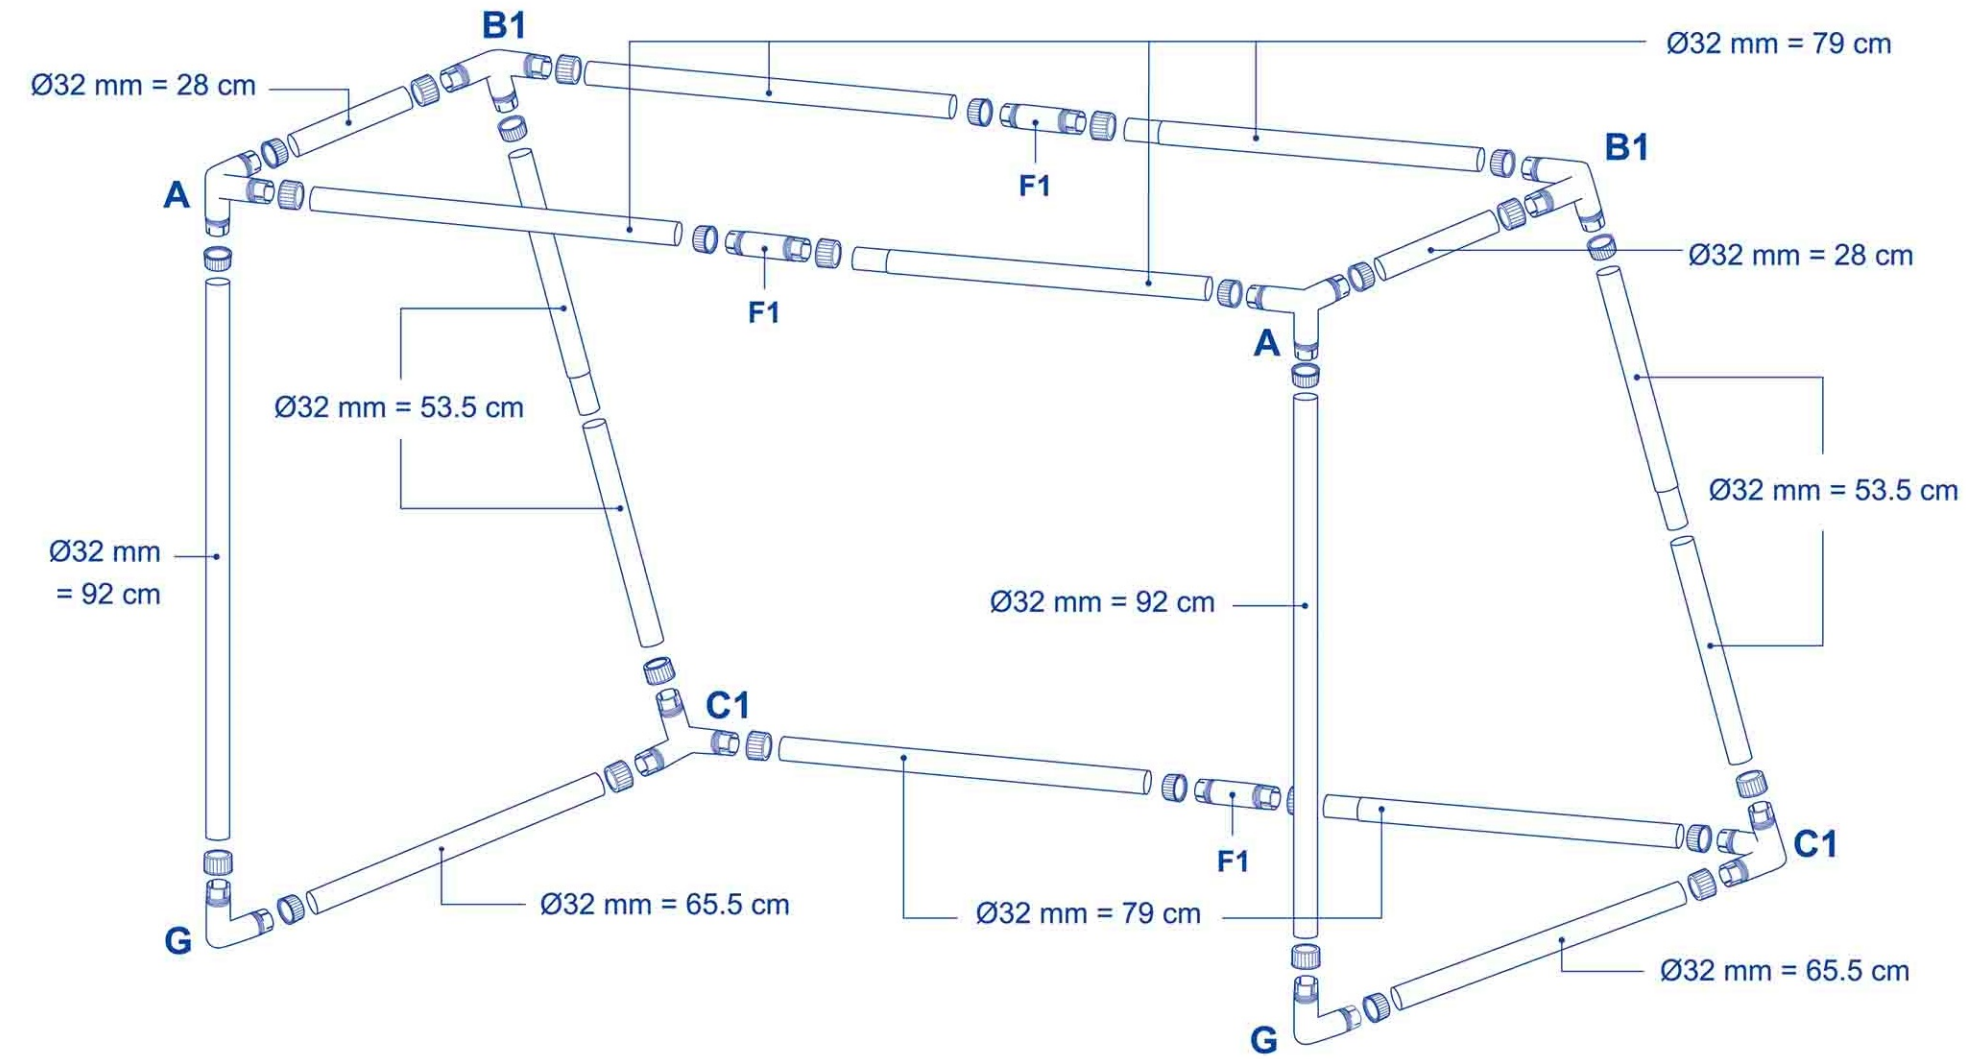 B1
Ø32 mm = 79 cm
Ø32 mm = 28 cm
B1
F1
A
Ø32 mm = 28 cm
F1
A
Ø32 mm = 53.5 cm
Ø32 mm = 53.5 cm
Ø32 mm
= 92 cm
Ø32 mm = 92 cm
C1
C1
F1
Ø32 mm = 65.5 cm
Ø32 mm = 79 cm
G
Ø32 mm = 65.5 cm
G